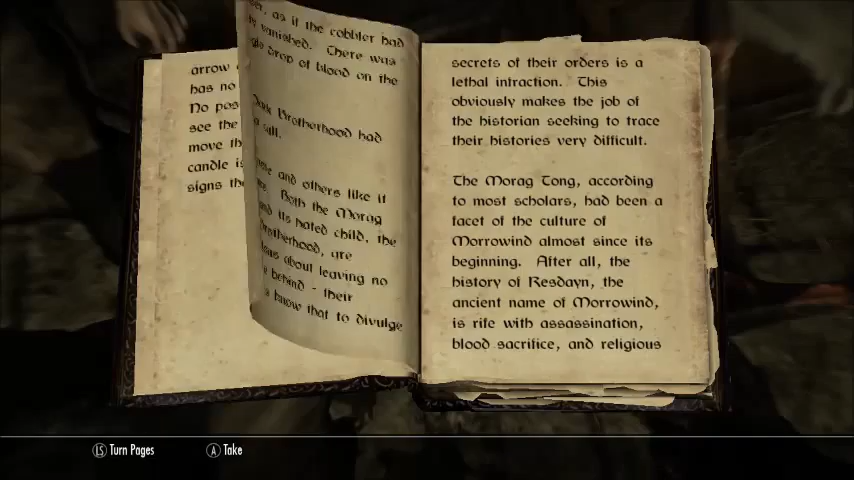 arrow
has no
No pos
see the
move th
candle is
signs the
er, as if the cobbler had
vanished. There was
gle drop of blood on the
Dark Brotherhood had
a call.
and others like it
Both the Morag
and its hated child, the
Brotherhood, are
about leaving no
behind - their
know that to divulge
secrets of their orders is a
lethal intraction. This
obviously makes the job of
the historian seeking to trace
their histories very difficult.
The Morag Tong, according
to most scholars, had been a
facet of the culture of
Morrowind almost since its
beginning. After all, the
history of Resdayn, the
ancient name of Morrowind,
is rife with assassination,
blood sacrifice, and religious
LS Turn Pages
A Take